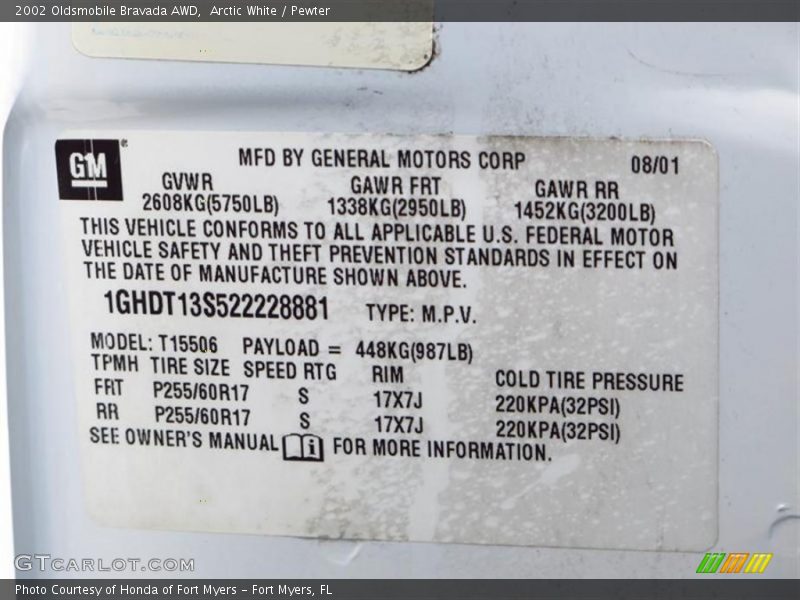 2002 Oldsmobile Bravada AWD, Arctic White / Pewter
GM
MFD BY GENERAL MOTORS CORP 08/01
GVWR GAWR FRT GAWR RR
2608KG(5750LB) 1338KG(2950LB) 1452KG(3200LB)
THIS VEHICLE CONFORMS TO ALL APPLICABLE U.S. FEDERAL MOTOR
VEHICLE SAFETY AND THEFT PREVENTION STANDARDS IN EFFECT ON
THE DATE OF MANUFACTURE SHOWN ABOVE.
1GHDT13S522228881 TYPE: M.P.V.
MODEL: T15506 PAYLOAD = 448KG(987LB)
TPMH TIRE SIZE SPEED RTG RIM COLD TIRE PRESSURE
FRT P255/60R17 S 17X7J 220KPA(32PSI)
RR P255/60R17 S 17X7J 220KPA(32PSI)
SEE OWNER'S MANUAL i FOR MORE INFORMATION.
GTCARLOT.COM
Photo Courtesy of Honda of Fort Myers - Fort Myers, FL